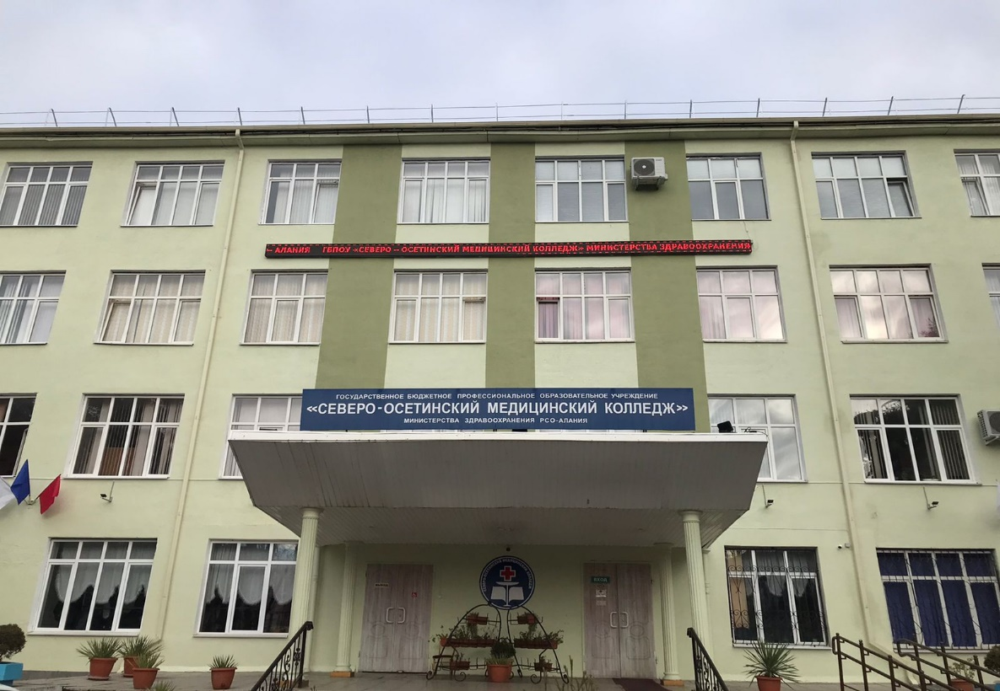 АЛАНИЯ ГБПОУ «СЕВЕРО - ОСЕТИНСКИЙ МЕДИЦИНСКИЙ КОЛЛЕДЖ» МИНИСТЕРСТВА ЗДРАВООХРАНЕНИЯ
ГОСУДАРСТВЕННОЕ БЮДЖЕТНОЕ ПРОФЕССИОНАЛЬНОЕ ОБРАЗОВАТЕЛЬНОЕ УЧРЕЖДЕНИЕ
«СЕВЕРО-ОСЕТИНСКИЙ МЕДИЦИНСКИЙ КОЛЛЕДЖ»
МИНИСТЕРСТВА ЗДРАВООХРАНЕНИЯ РСО-АЛАНИЯ
ВХОД